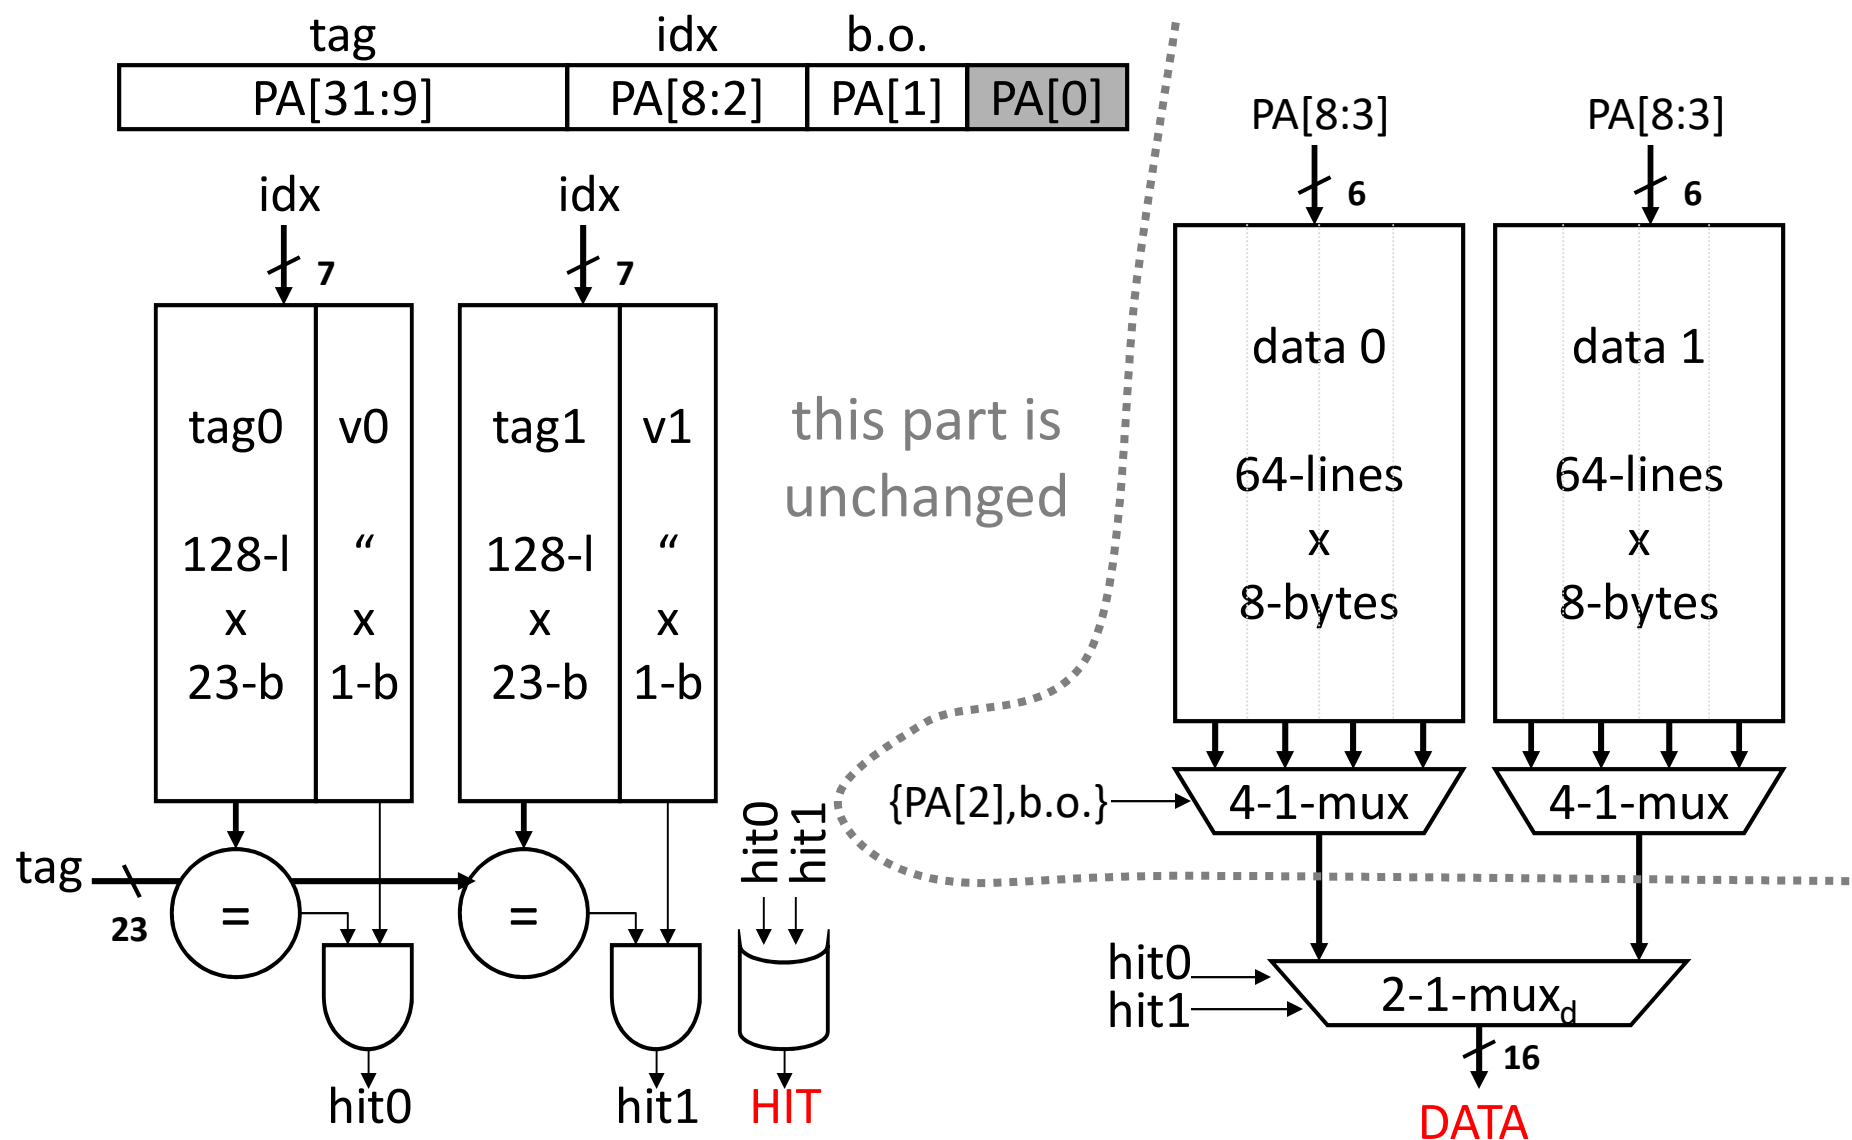 tag idx b.o.
PA[31:9] PA[8:2] PA[1] PA[0]
idx idx
7 7
tag0 v0 tag1 v1
128-l “ 128-l “
x x x x
23-b 1-b 23-b 1-b
tag
23
= =
hit0 hit1
hit0 hit1 HIT
this part is
unchanged
PA[8:3] PA[8:3]
6 6
data 0 data 1
64-lines 64-lines
x x
8-bytes 8-bytes
{PA[2],b.o.} 4-1-mux 4-1-mux
hit0
hit1
2-1-muxd
16
DATA